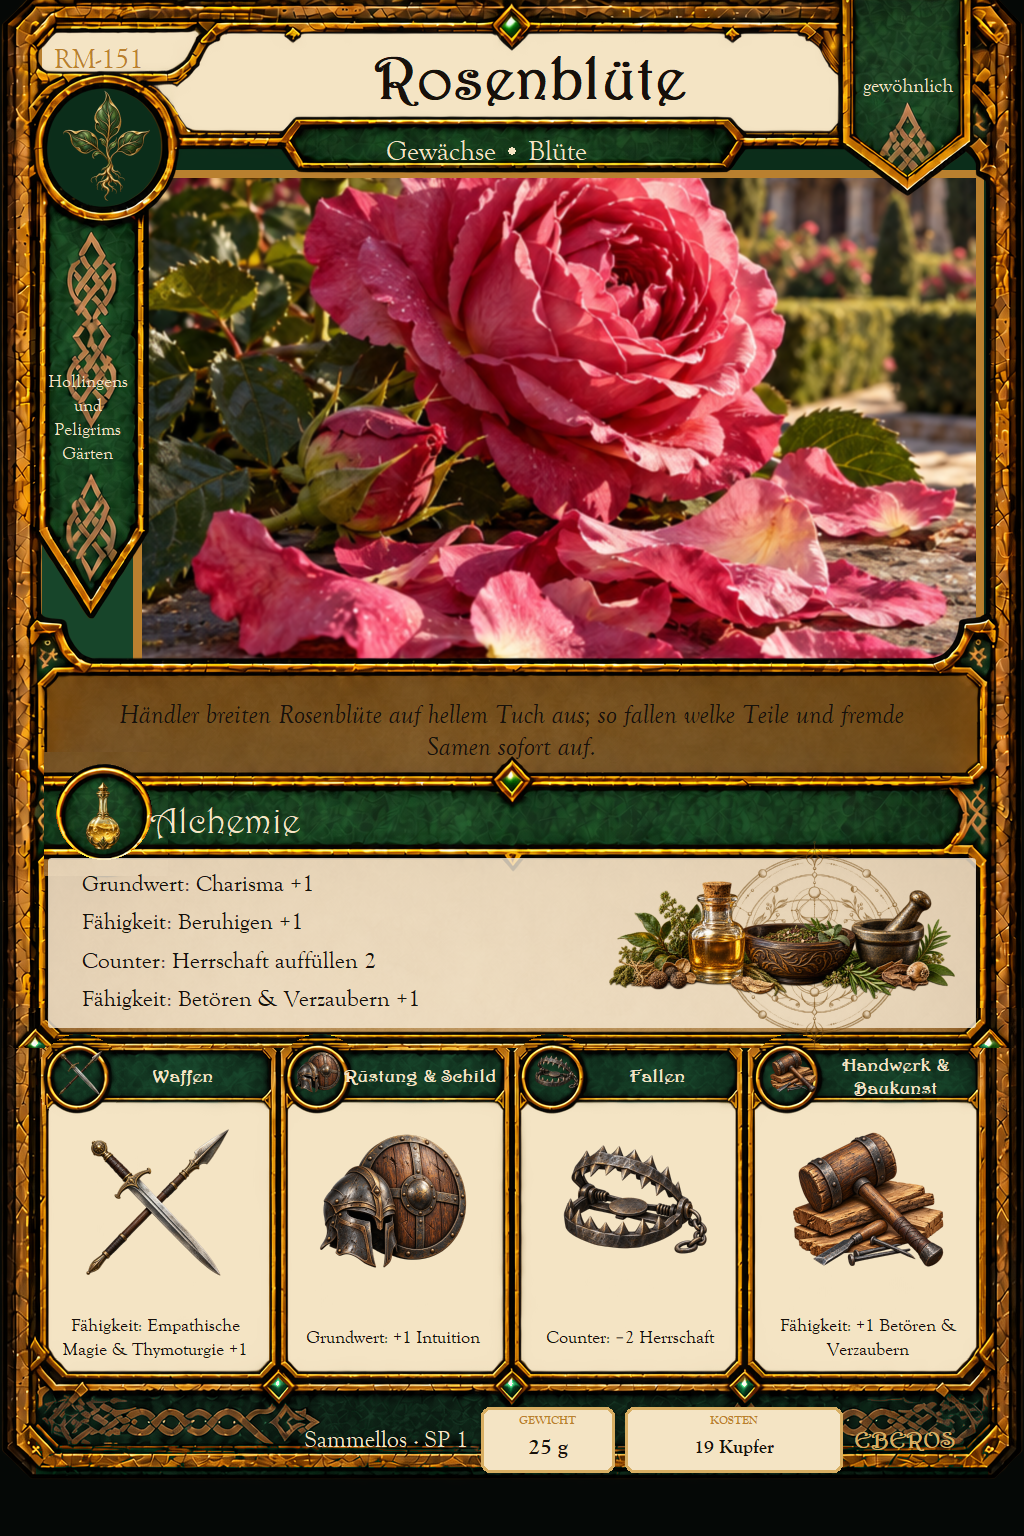 RM-151
Rosenblüte
gewöhnlich
Gewächse • Blüte
Hollingens
und
Peligrims
Gärten
Händler breiten Rosenblüte auf hellem Tuch aus; so fallen welke Teile und fremde
Samen sofort auf.
Alchemie
Grundwert: Charisma +1
Fähigkeit: Beruhigen +1
Counter: Herrschaft auffüllen 2
Fähigkeit: Betören & Verzaubern +1
Waffen
Fähigkeit: Empathische
Magie & Thymoturgie +1
Rüstung & Schild
Grundwert: +1 Intuition
Fallen
Counter: −2 Herrschaft
Handwerk &
Baukunst
Fähigkeit: +1 Betören &
Verzaubern
Sammellos · SP 1
GEWICHT
25 g
KOSTEN
19 Kupfer
EBEROS